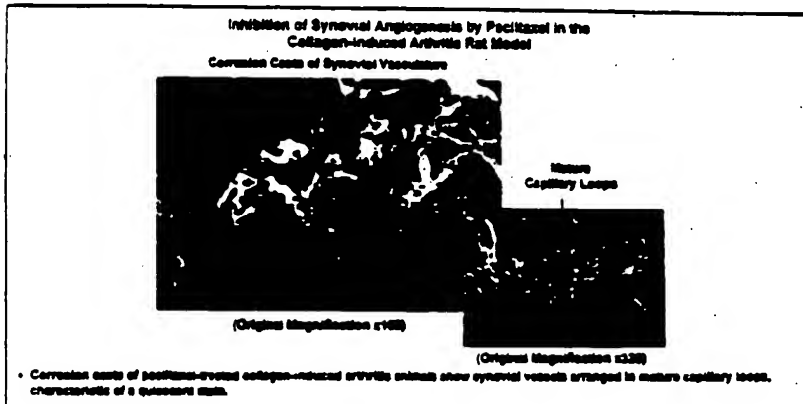 Inhibition of Synovial Angiogenesis by Paclitaxel in the
Collagen-Induced Arthritis Rat Model
Corrosion Casts of Synovial Vasculature
Mature
Capillary Loops
(Original Magnification x100)
(Original Magnification
• Corrosion casts of paclitaxel-treated collagen-induced arthritis animals show synovial vessels arranged in mature capillary loops,
characteristic of a quiescent state.